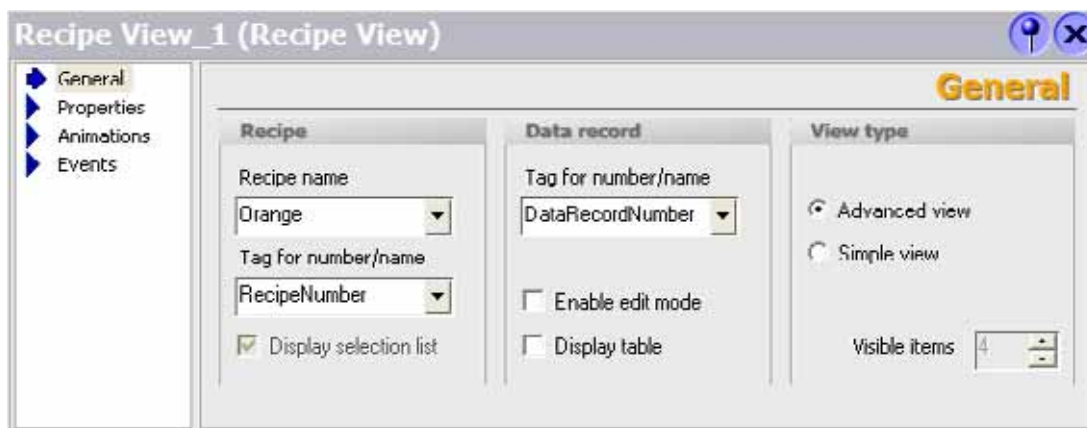 Recipe View_1 (Recipe View)
General
Properties
Animations
Events
General
Recipe
Recipe name
Orange
Tag for number/name
RecipeNumber
Display selection list
Data record
Tag for number/name
DataRecordNumber
Enable edit mode
Display table
View type
Advanced view
Simple view
Visible items 4